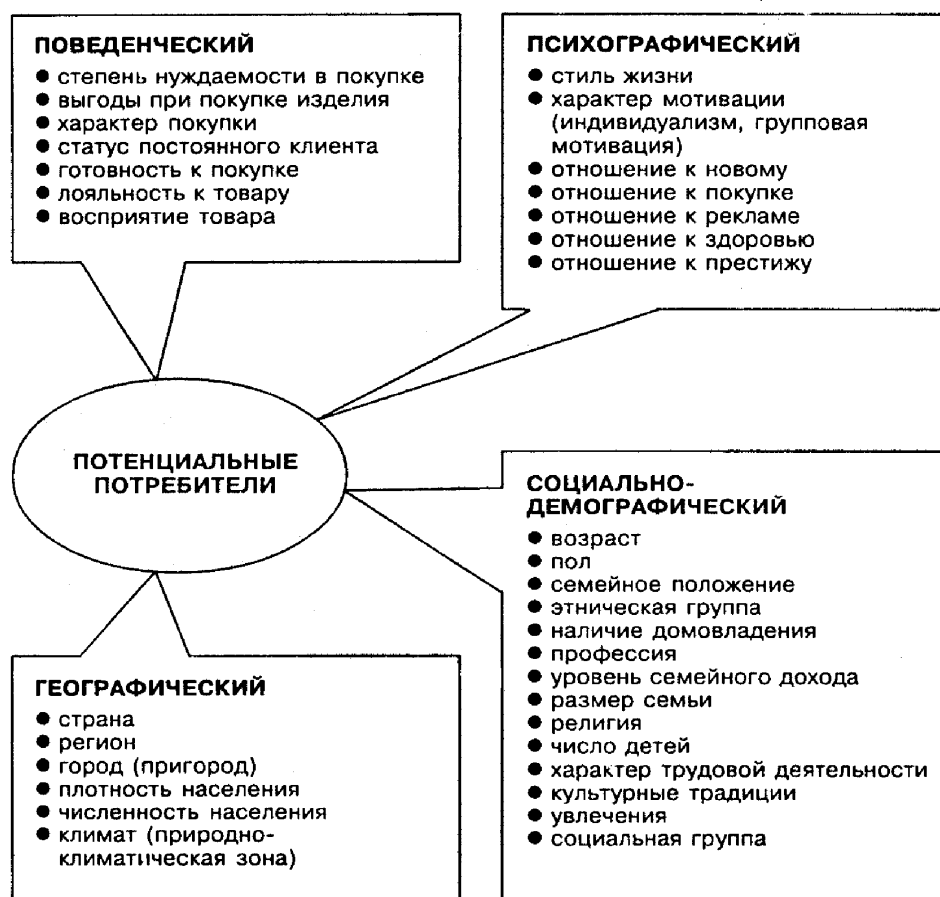 ПОВЕДЕНЧЕСКИЙ
● степень нуждаемости в покупке
● выгоды при покупке изделия
● характер покупки
● статус постоянного клиента
● готовность к покупке
● лояльность к товару
● восприятие товара
ПСИХОГРАФИЧЕСКИЙ
● стиль жизни
● характер мотивации
(индивидуализм, групповая
мотивация)
● отношение к новому
● отношение к покупке
● отношение к рекламе
● отношение к здоровью
● отношение к престижу
ПОТЕНЦИАЛЬНЫЕ
ПОТРЕБИТЕЛИ
СОЦИАЛЬНО-
ДЕМОГРАФИЧЕСКИЙ
● возраст
● пол
● семейное положение
● этническая группа
● наличие домовладения
● профессия
● уровень семейного дохода
● размер семьи
● религия
● число детей
● характер трудовой деятельности
● культурные традиции
● увлечения
● социальная группа
ГЕОГРАФИЧЕСКИЙ
● страна
● регион
● город (пригород)
● плотность населения
● численность населения
● климат (природно-
климатическая зона)